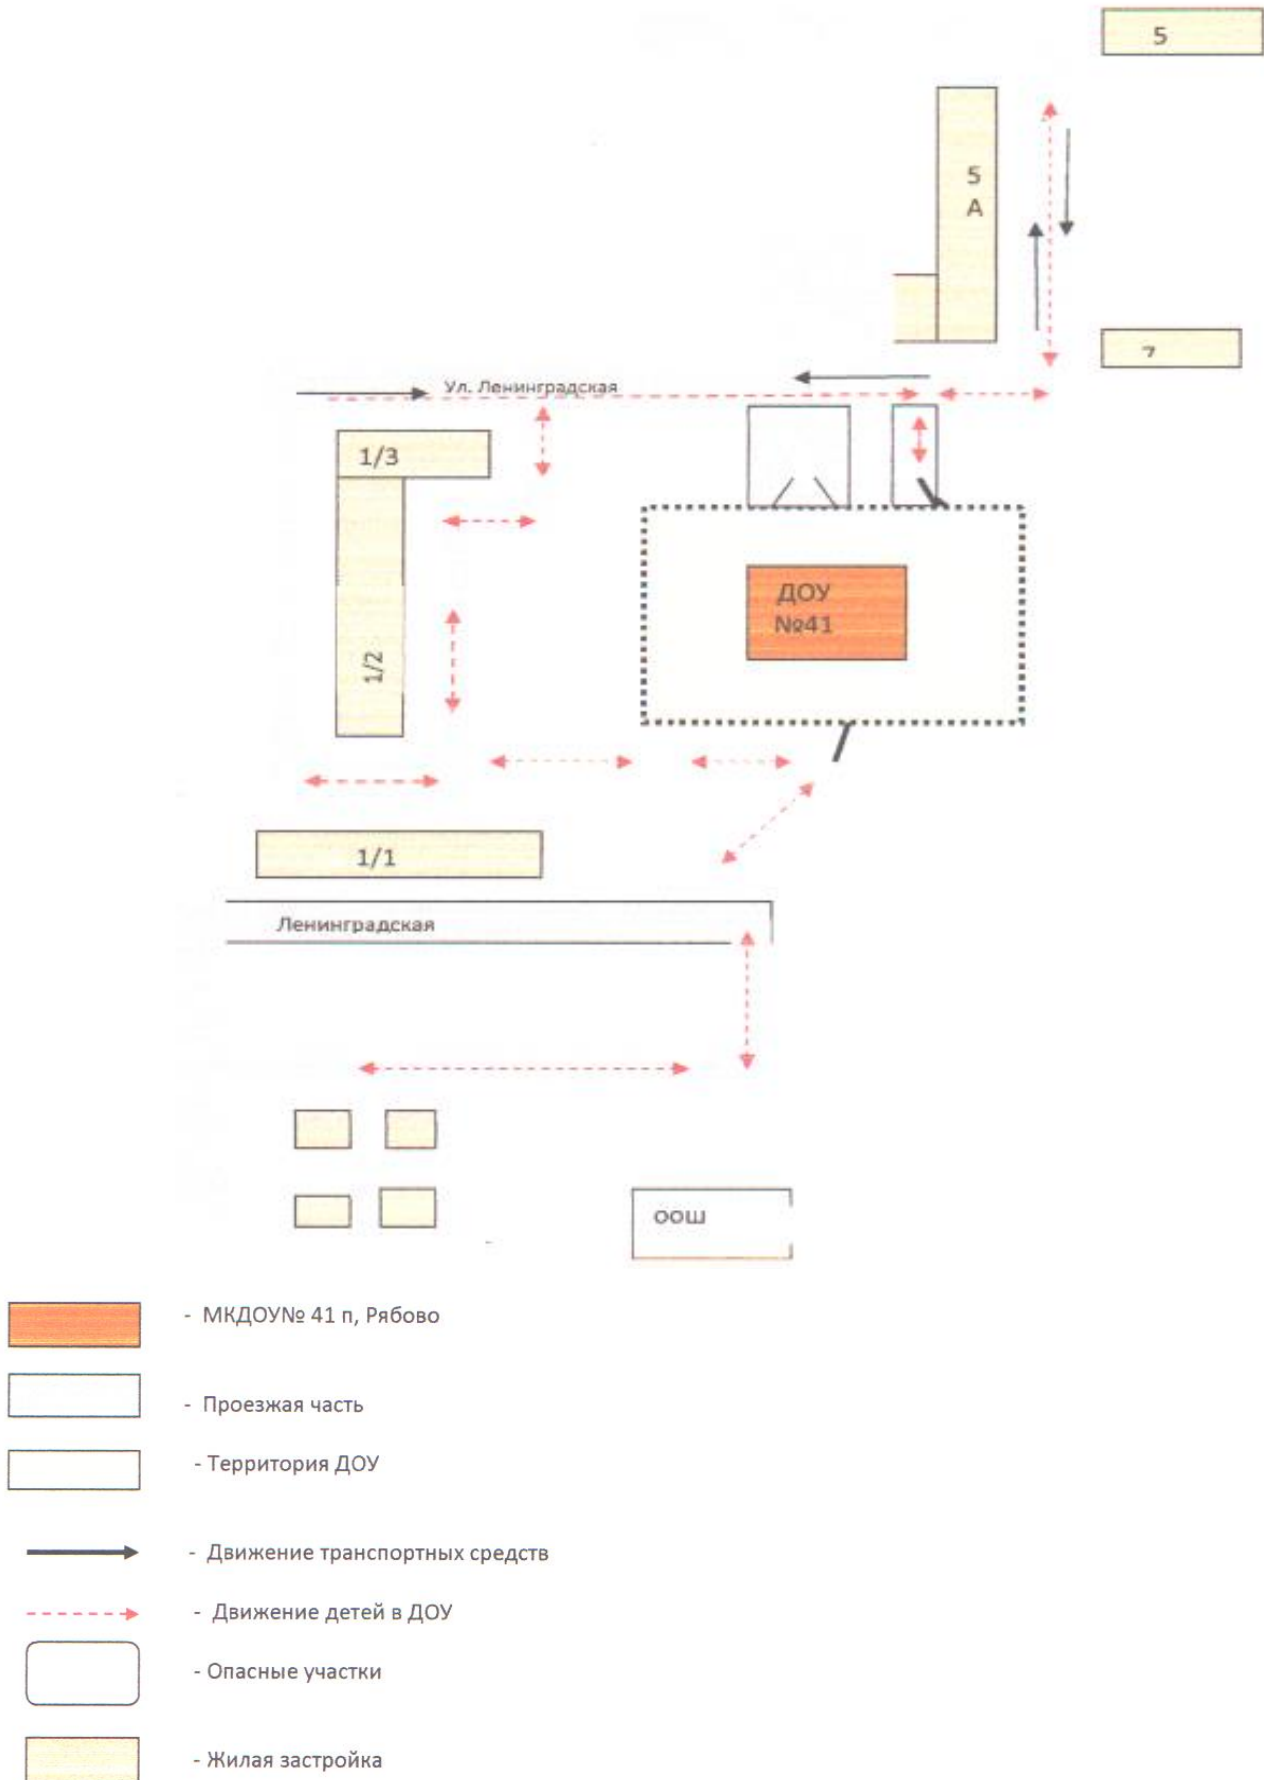 5
5
А
7
Ул. Ленинградская
1/3
ДОУ
№41
1/2
1/1
Ленинградская
ООШ
- МКДОУ№ 41 п, Рябово
- Проезжая часть
- Территория ДОУ
- Движение транспортных средств
- Движение детей в ДОУ
- Опасные участки
- Жилая застройка